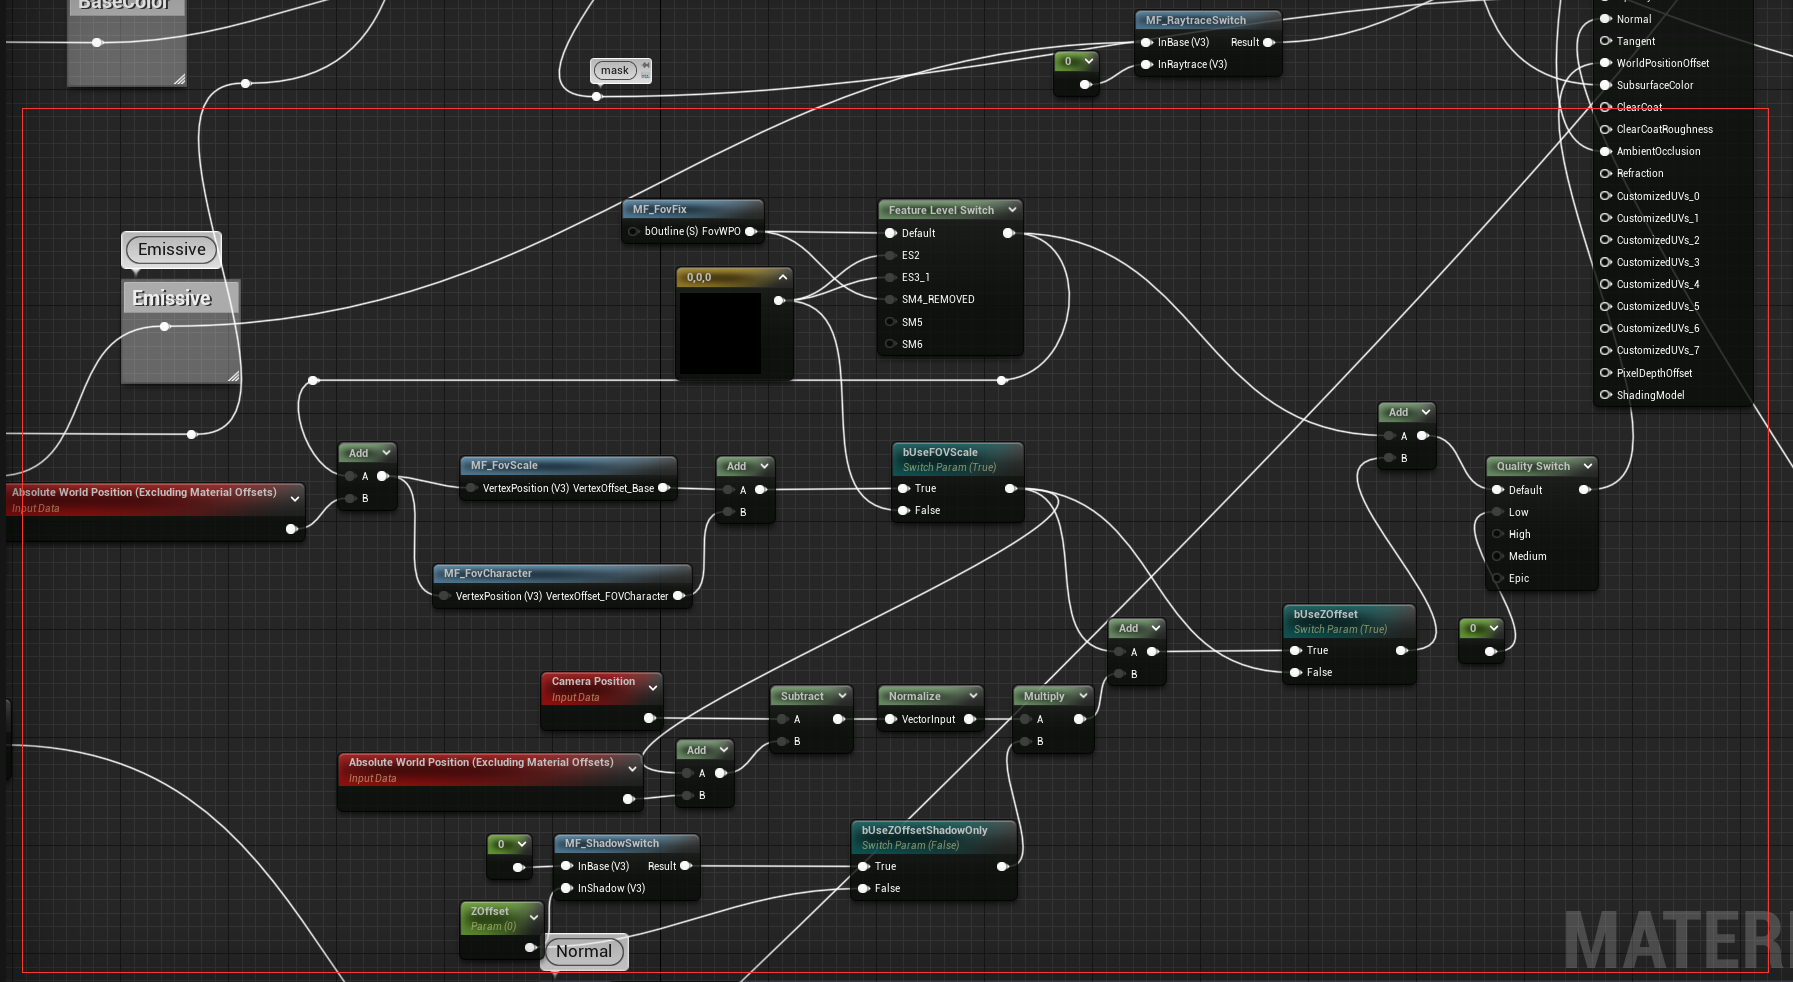 BaseColor
mask
MF_RaytraceSwitch
InBase (V3) Result
InRaytrace (V3)
0
Normal
Tangent
WorldPositionOffset
SubsurfaceColor
ClearCoat
ClearCoatRoughness
AmbientOcclusion
Refraction
CustomizedUVs_0
CustomizedUVs_1
CustomizedUVs_2
CustomizedUVs_3
CustomizedUVs_4
CustomizedUVs_5
CustomizedUVs_6
CustomizedUVs_7
PixelDepthOffset
ShadingModel
Emissive
Emissive
MF_FovFix
bOutline (S) FovWPO
0,0,0
Feature Level Switch
Default
ES2
ES3_1
SM4_REMOVED
SM5
SM6
Absolute World Position (Excluding Material Offsets)
Input Data
Add
A
B
MF_FovScale
VertexPosition (V3) VertexOffset_Base
MF_FovCharacter
VertexPosition (V3) VertexOffset_FOVCharacter
Add
A
B
bUseFOVScale
Switch Param (True)
True
False
Add
A
B
Quality Switch
Default
Low
High
Medium
Epic
0
bUseZOffset
Switch Param (True)
True
False
Add
A
B
Camera Position
Input Data
Absolute World Position (Excluding Material Offsets)
Input Data
Add
A
B
Subtract
A
B
Normalize
VectorInput
Multiply
A
B
0
MF_ShadowSwitch
InBase (V3) Result
InShadow (V3)
ZOffset
Param (0)
Normal
bUseZOffsetShadowOnly
Switch Param (False)
True
False
MATERI